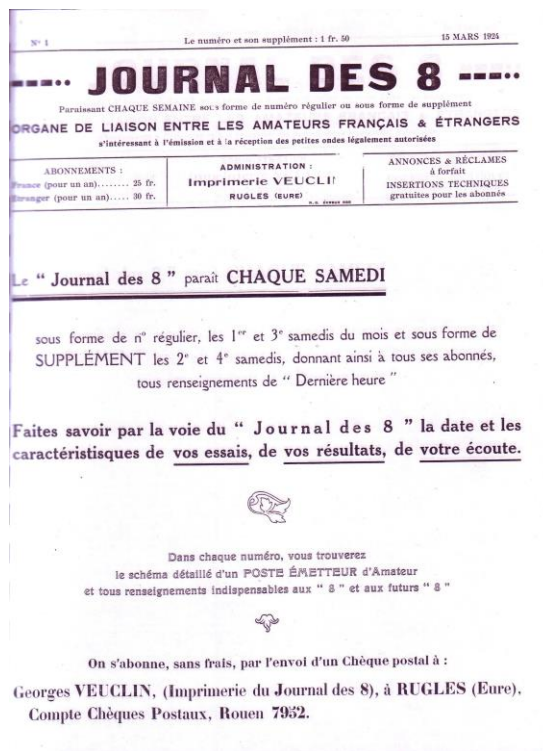 N° 1 Le numéro et son supplément : 1 fr. 50 15 MARS 1924
JOURNAL DES 8
Paraissant CHAQUE SEMAINE sous forme de numéro régulier ou sous forme de supplément
ORGANE DE LIAISON ENTRE LES AMATEURS FRANÇAIS & ÉTRANGERS
s'intéressant à l'émission et à la réception des petites ondes légalement autorisées
ABONNEMENTS :
France (pour un an)........ 25 fr.
Etranger (pour un an)..... 30 fr.
ADMINISTRATION :
Imprimerie VEUCLIN
RUGLES (EURE)
ANNONCES & RÉCLAMES
à forfait
INSERTIONS TECHNIQUES
gratuites pour les abonnés
Le " Journal des 8 " paraît CHAQUE SAMEDI
sous forme de n° régulier, les 1er et 3e samedis du mois et sous forme de
SUPPLÉMENT les 2e et 4e samedis, donnant ainsi à tous ses abonnés,
tous renseignements de " Dernière heure "
Faites savoir par la voie du " Journal des 8 " la date et les
caractéristisques de vos essais, de vos résultats, de votre écoute.
Dans chaque numéro, vous trouverez
le schéma détaillé d'un POSTE ÉMETTEUR d'Amateur
et tous renseignements indispensables aux " 8 " et aux futurs " 8 "
On s'abonne, sans frais, par l'envoi d'un Chèque postal à :
Georges VEUCLIN, (Imprimerie du Journal des 8), à RUGLES (Eure).
Compte Chèques Postaux, Rouen 7952.